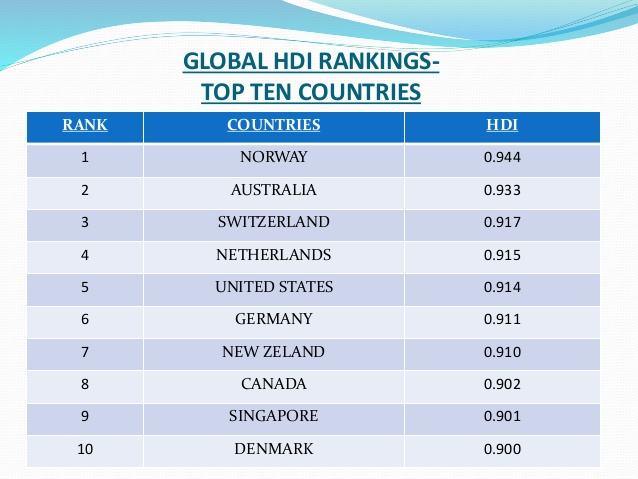 GLOBAL HDI RANKINGS-
TOP TEN COUNTRIES
RANK COUNTRIES HDI
1 NORWAY 0.944
2 AUSTRALIA 0.933
3 SWITZERLAND 0.917
4 NETHERLANDS 0.915
5 UNITED STATES 0.914
6 GERMANY 0.911
7 NEW ZELAND 0.910
8 CANADA 0.902
9 SINGAPORE 0.901
10 DENMARK 0.900